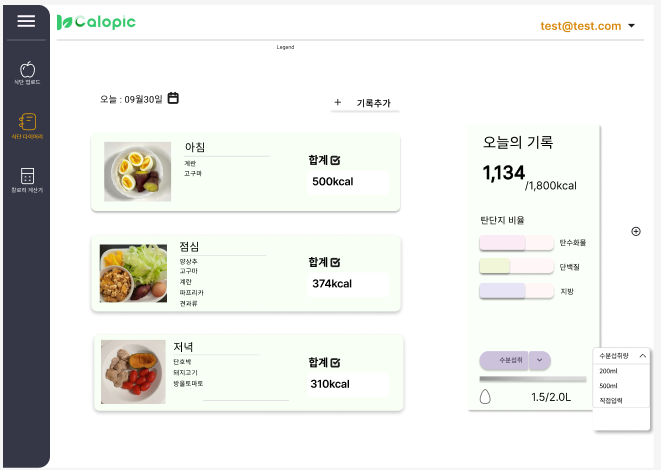 Calopic
test@test.com
Legend
식단 업로드
식단 다이어리
칼로리 계산기
오늘 : 09월30일
+ 기록추가
아침
계란
고구마
합계
500kcal
점심
양상추
고구마
계란
파프리카
견과류
합계
374kcal
저녁
단호박
돼지고기
방울토마토
합계
310kcal
오늘의 기록
1,134
/1,800kcal
탄단지 비율
탄수화물
단백질
지방
수분섭취
1.5/2.0L
수분섭취량
200ml
500ml
직접입력